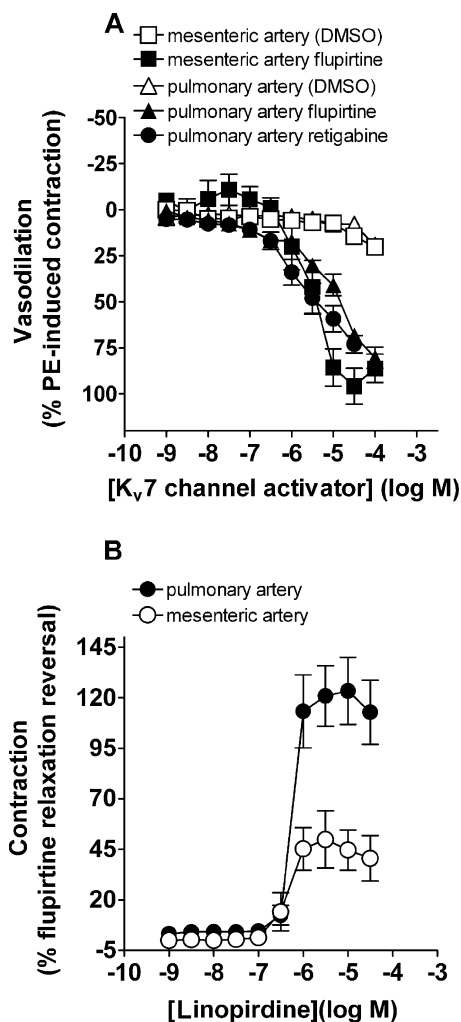 A
mesenteric artery (DMSO)
mesenteric artery flupirtine
pulmonary artery (DMSO)
pulmonary artery flupirtine
pulmonary artery retigabine
Vasodilation
(% PE-induced contraction)
-50
-25
0
25
50
75
100
-10 -9 -8 -7 -6 -5 -4 -3
[Kv7 channel activator] (log M)
B
pulmonary artery
mesenteric artery
Contraction
(% flupirtine relaxation reversal)
145
120
95
70
45
20
-5
-10 -9 -8 -7 -6 -5 -4 -3
[Linopirdine](log M)